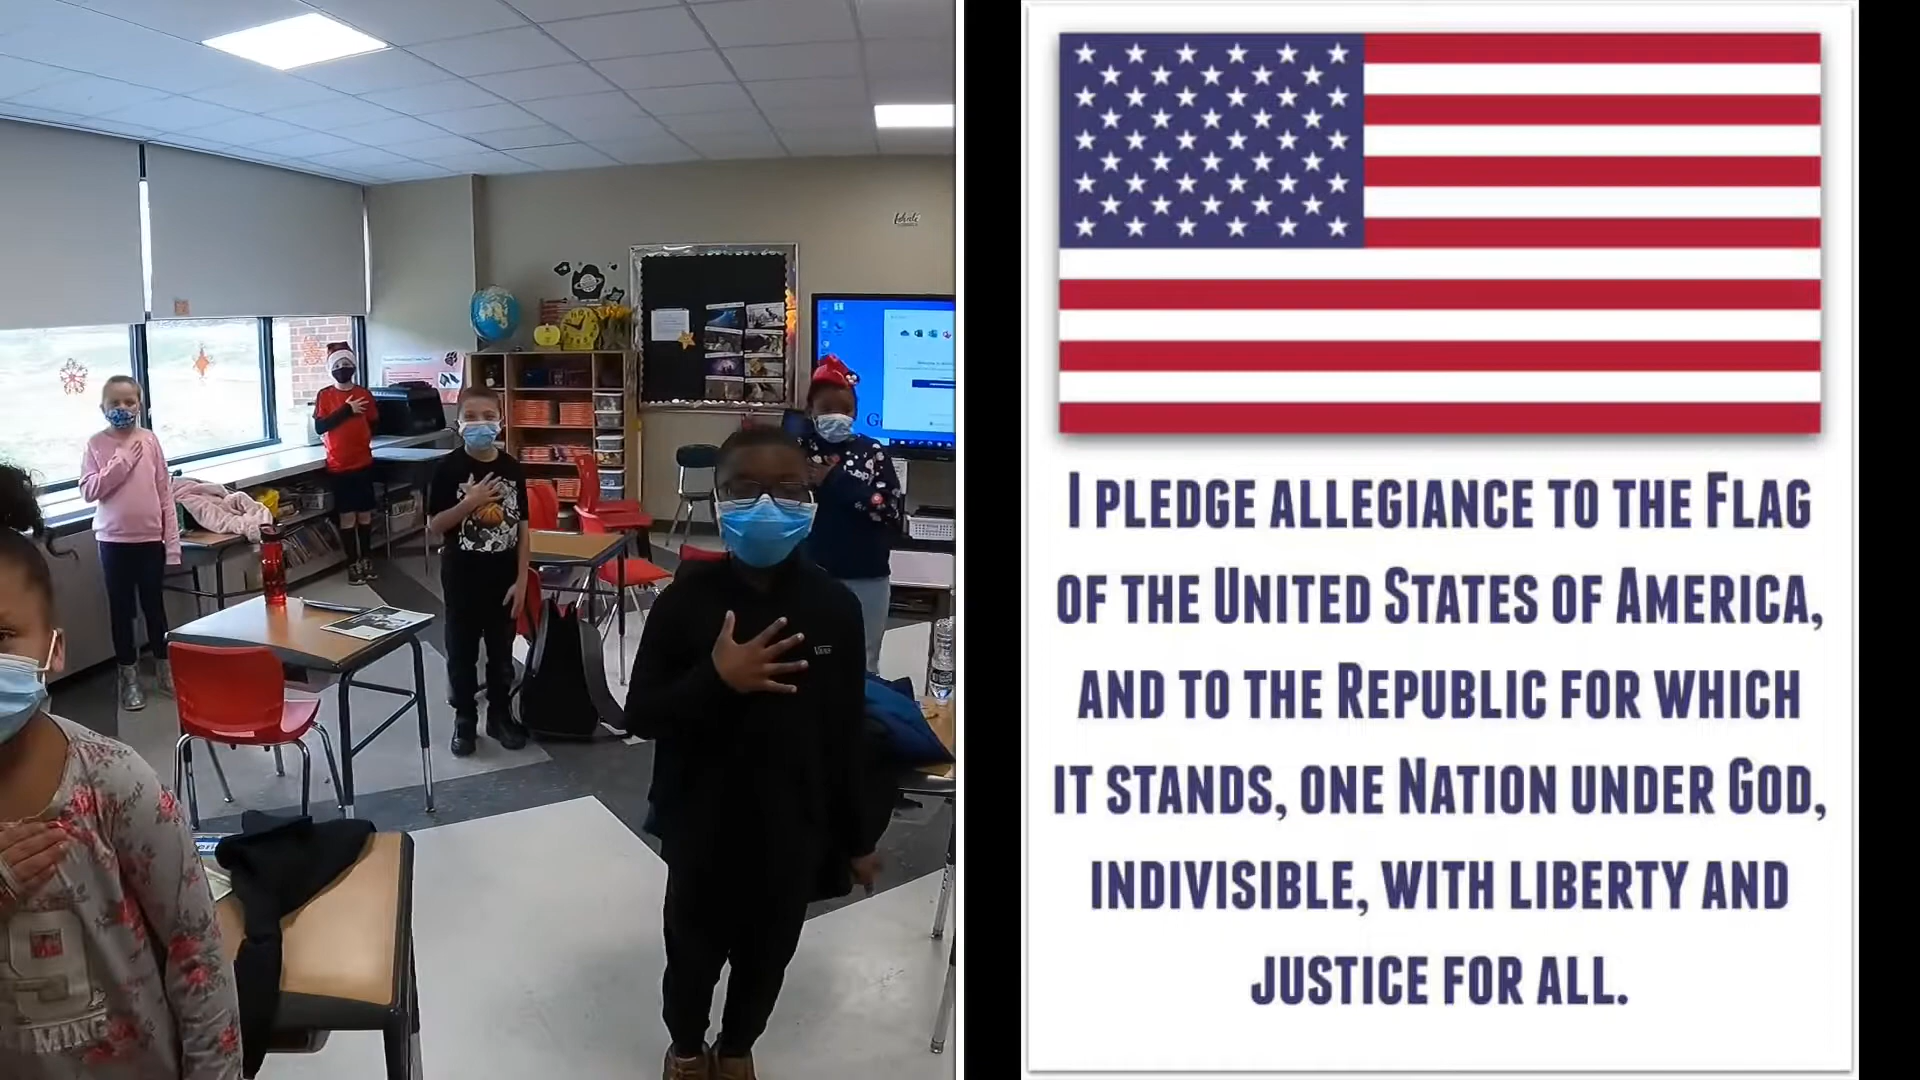 I PLEDGE ALLEGIANCE TO THE FLAG
OF THE UNITED STATES OF AMERICA,
AND TO THE REPUBLIC FOR WHICH
IT STANDS, ONE NATION UNDER GOD,
INDIVISIBLE, WITH LIBERTY AND
JUSTICE FOR ALL.
VANS